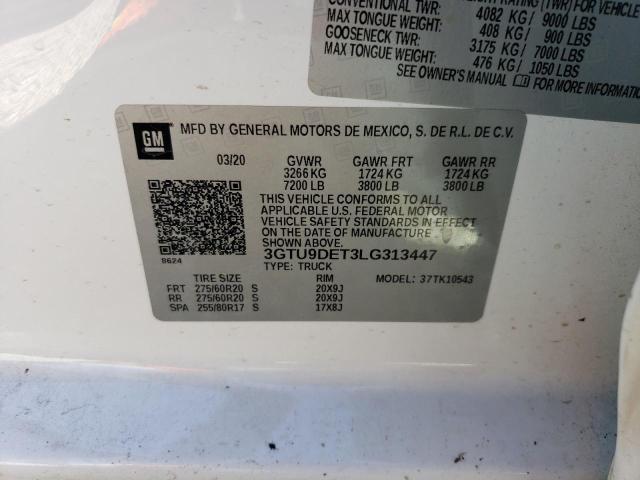 RATING (TWR) FOR VEHICLE
CONVENTIONAL TWR: 4082 KG / 9000 LBS
MAX TONGUE WEIGHT: 408 KG / 900 LBS
GOOSENECK TWR: 3175 KG / 7000 LBS
MAX TONGUE WEIGHT: 476 KG / 1050 LBS
SEE OWNER'S MANUAL FOR MORE INFORMATION
GM MFD BY GENERAL MOTORS DE MEXICO, S. DE R.L. DE C.V.
03/20 GVWR GAWR FRT GAWR RR
3266 KG 1724 KG 1724 KG
7200 LB 3800 LB 3800 LB
THIS VEHICLE CONFORMS TO ALL
APPLICABLE U.S. FEDERAL MOTOR
VEHICLE SAFETY STANDARDS IN EFFECT
ON THE DATE OF MANUFACTURE
8624 3GTU9DET3LG313447
TYPE: TRUCK
MODEL: 37TK10543
TIRE SIZE RIM
FRT 275/60R20 S 20X9J
RR 275/60R20 S 20X9J
SPA 255/80R17 S 17X8J